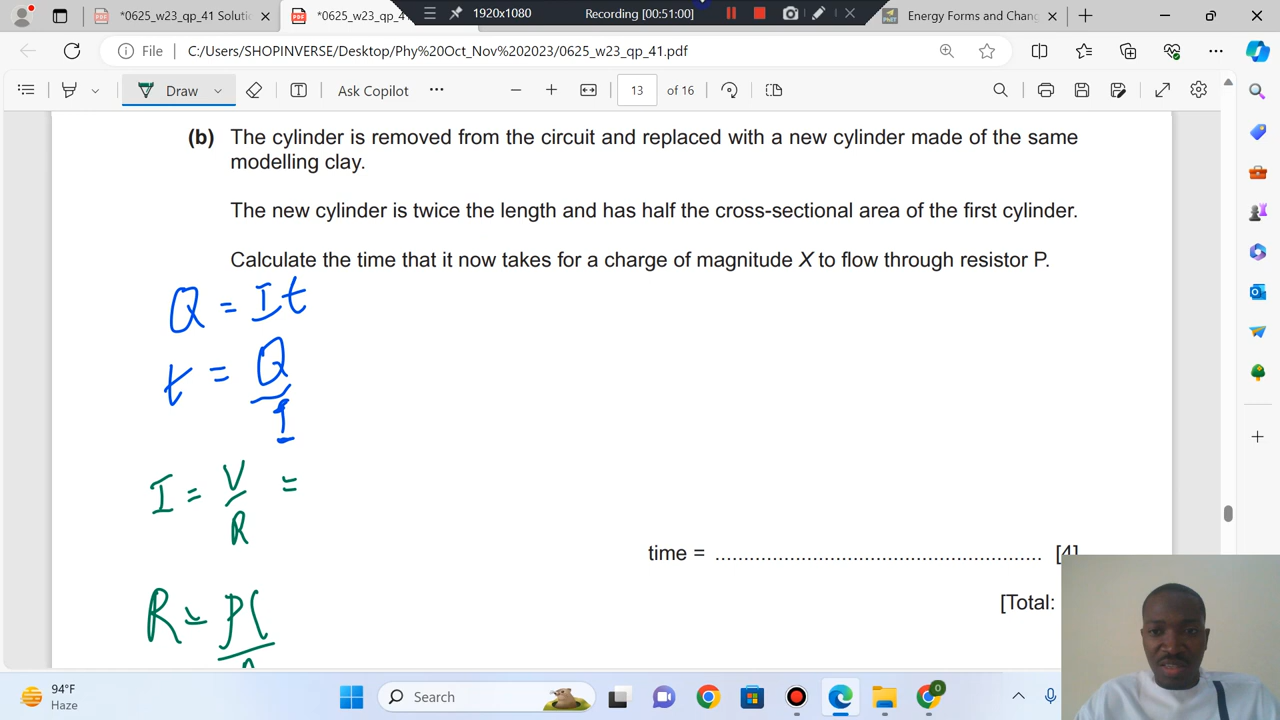 *0625_w23_qp_41 Soluti
*0625_w23_qp_41
1920x1080
Recording [00:51:00]
Energy Forms and Chang
File
C:/Users/SHOPINVERSE/Desktop/Phy%20Oct_Nov%202023/0625_w23_qp_41.pdf
Draw
Ask Copilot
13
of 16
(b) The cylinder is removed from the circuit and replaced with a new cylinder made of the same
modelling clay.
The new cylinder is twice the length and has half the cross-sectional area of the first cylinder.
Calculate the time that it now takes for a charge of magnitude X to flow through resistor P.
Q = It
t = Q/I
I = V/R =
time = ........................................................ [4]
[Total:
R = ρl
94°F
Haze
Search
0